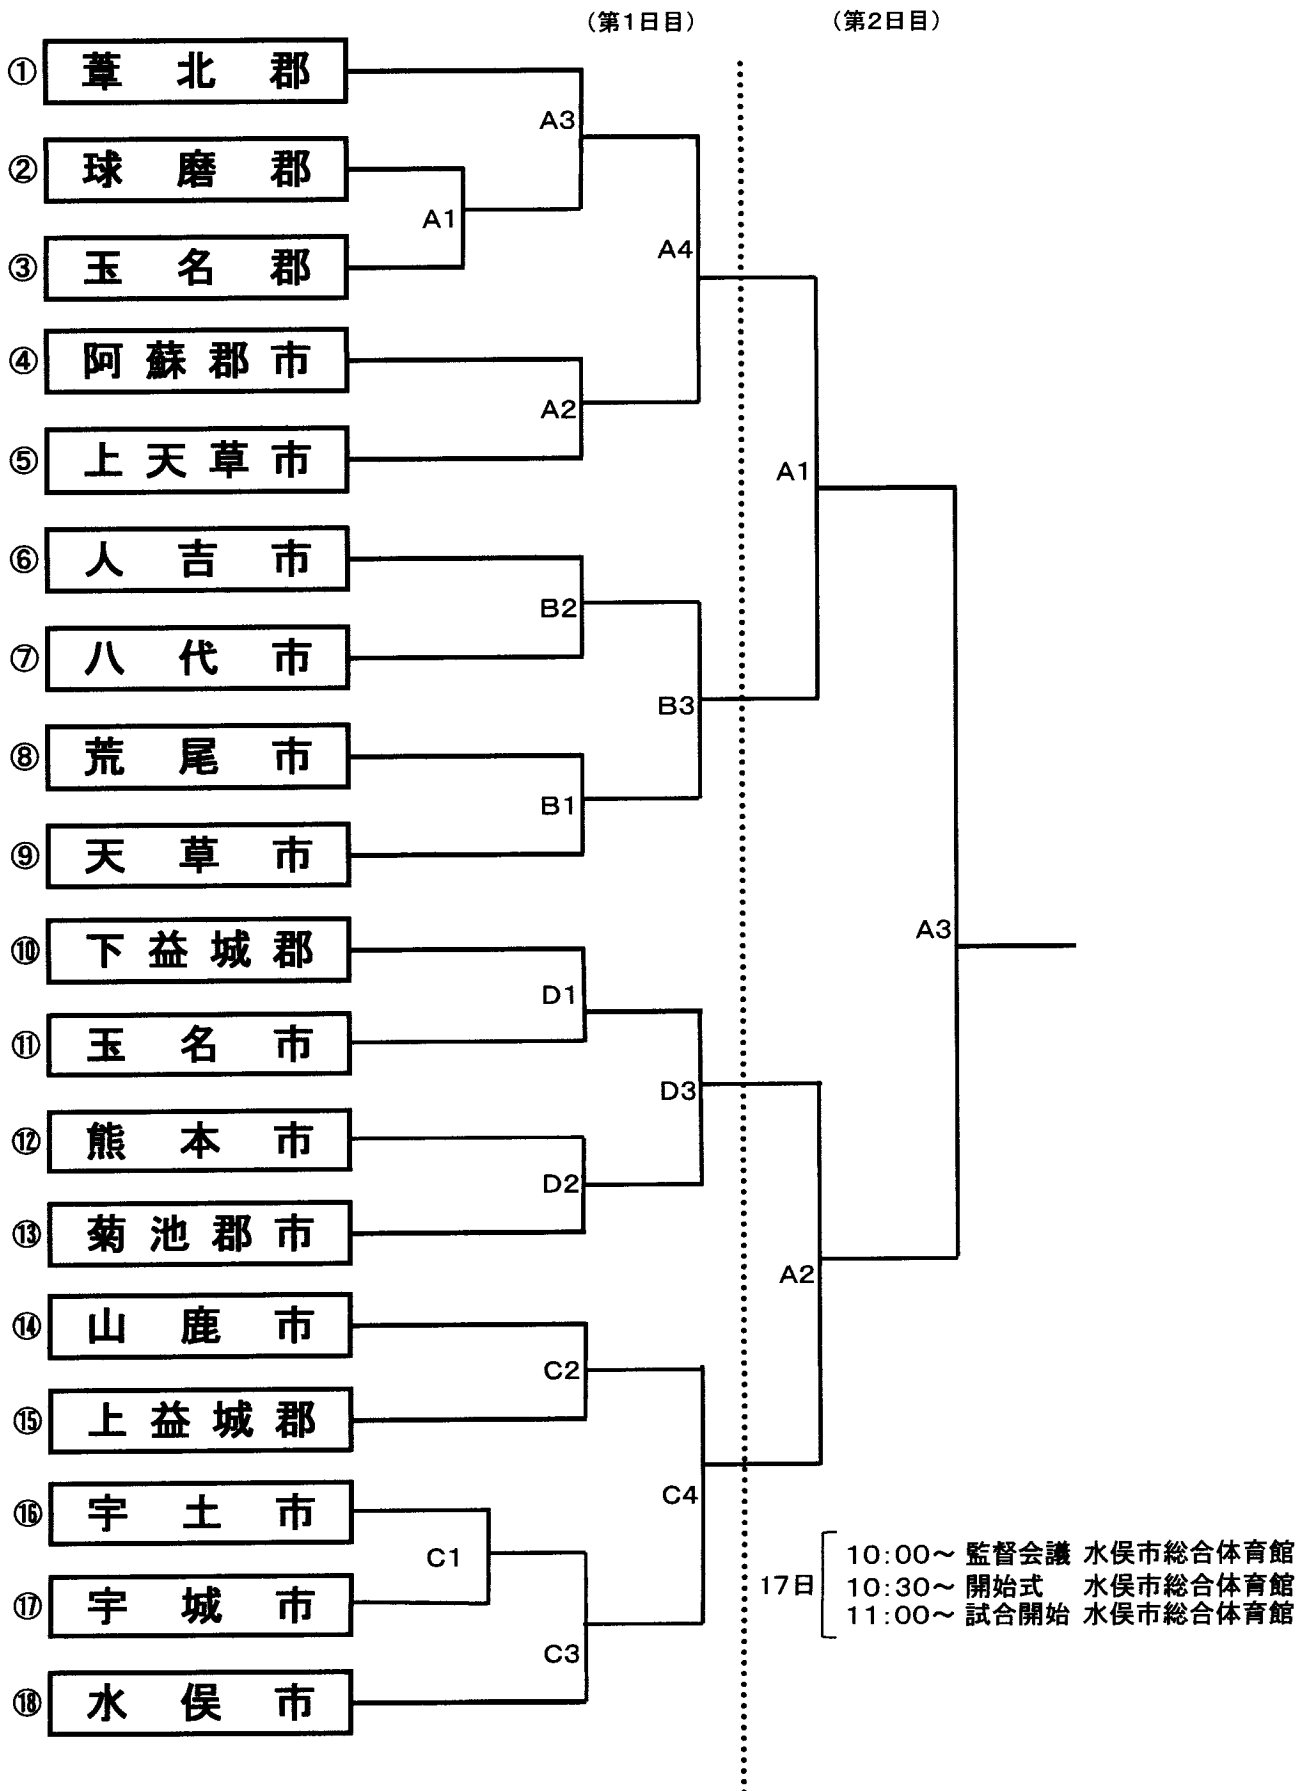 (第1日目) (第2日目)
① 葦北郡
A3
② 球磨郡
A1
③ 玉名郡
A4
④ 阿蘇郡市
A2
⑤ 上天草市
A1
⑥ 人吉市
B2
⑦ 八代市
B3
⑧ 荒尾市
B1
⑨ 天草市
A3
⑩ 下益城郡
D1
⑪ 玉名市
D3
⑫ 熊本市
D2
⑬ 菊池郡市
A2
⑭ 山鹿市
C2
⑮ 上益城郡
C4
⑯ 宇土市
C1
⑰ 宇城市
C3
⑱ 水俣市
17日
10:00～ 監督会議 水俣市総合体育館
10:30～ 開始式 水俣市総合体育館
11:00～ 試合開始 水俣市総合体育館